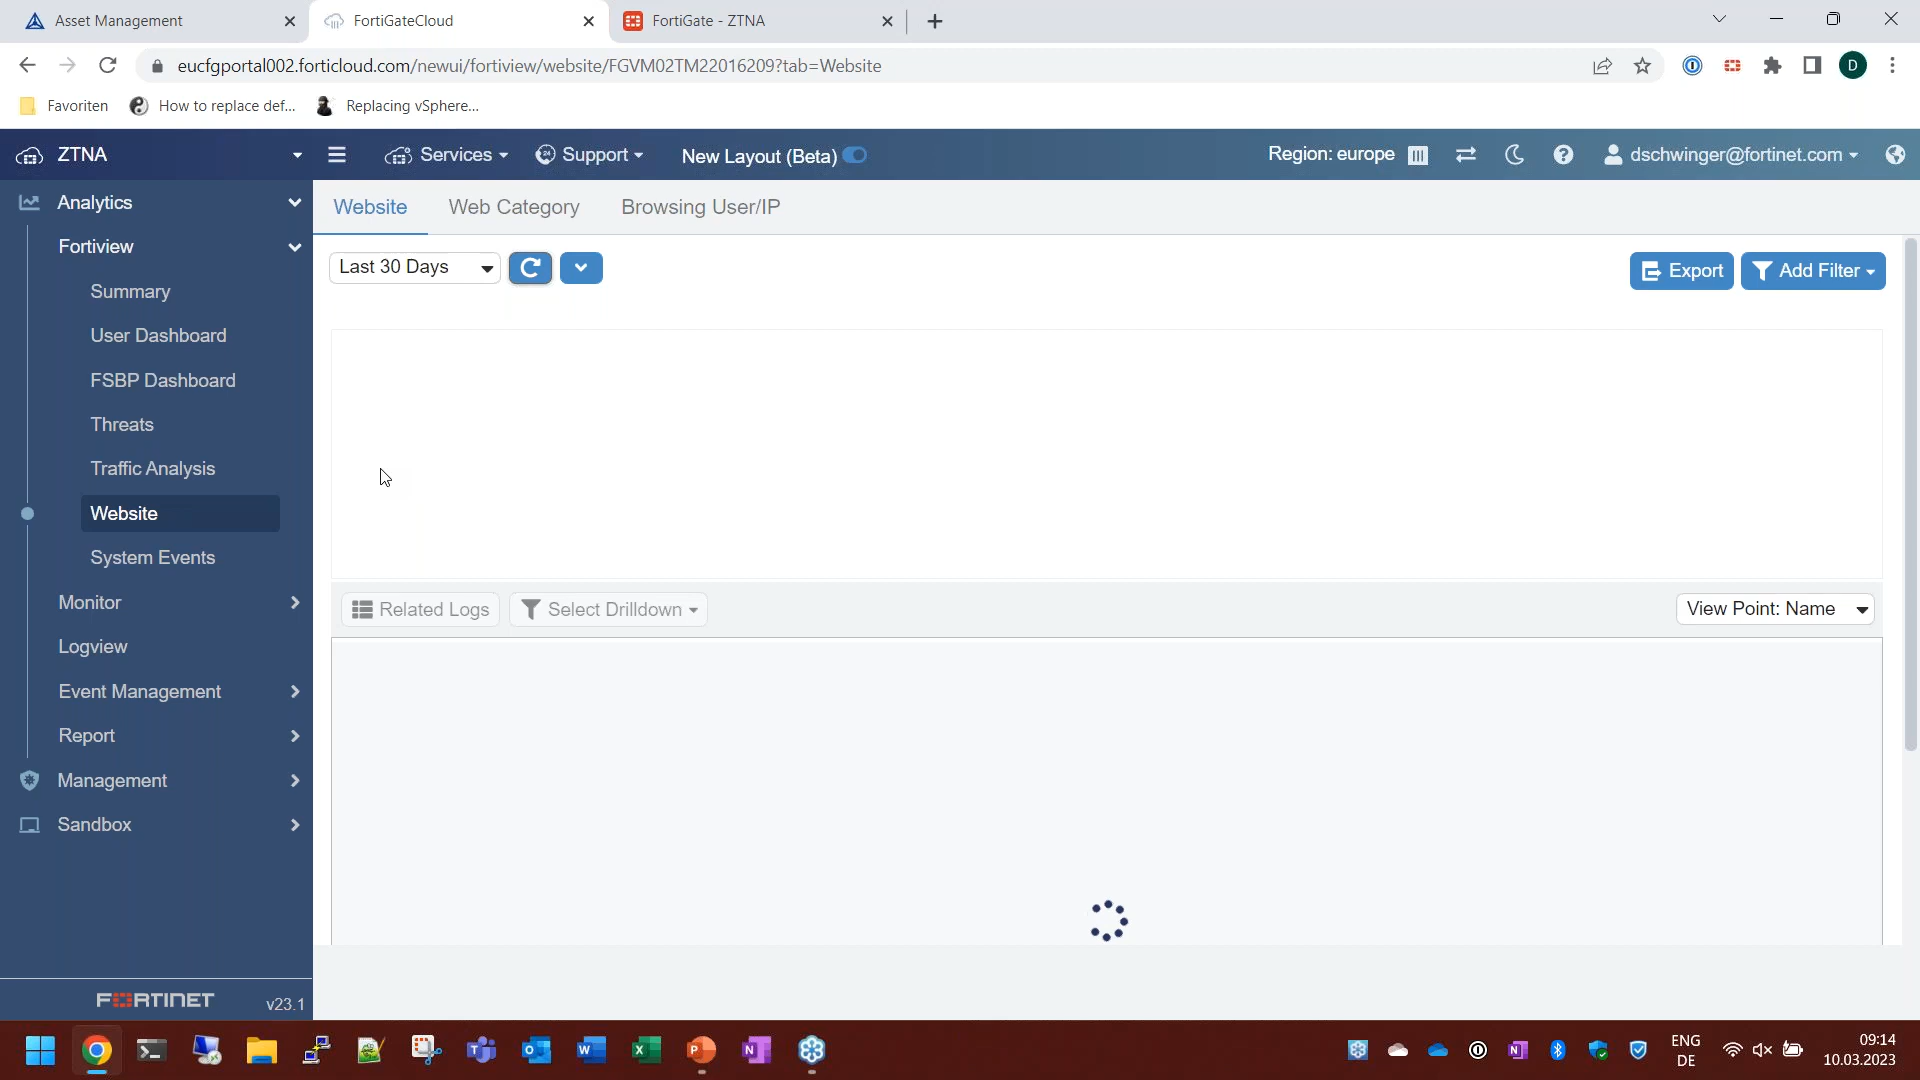 Asset Management
FortiGateCloud
FortiGate - ZTNA
eucfgportal002.forticloud.com/newui/fortiview/website/FGVM02TM22016209?tab=Website
D
Favoriten
How to replace def...
Replacing vSphere...
ZTNA
Services
Support
New Layout (Beta)
Region: europe
dschwinger@fortinet.com
Analytics
Fortiview
Summary
User Dashboard
FSBP Dashboard
Threats
Traffic Analysis
Website
System Events
Monitor
Logview
Event Management
Report
Management
Sandbox
FORTINET
v23.1
Website
Web Category
Browsing User/IP
Last 30 Days
Export
Add Filter
Related Logs
Select Drilldown
View Point: Name
ENG
DE
09:14
10.03.2023